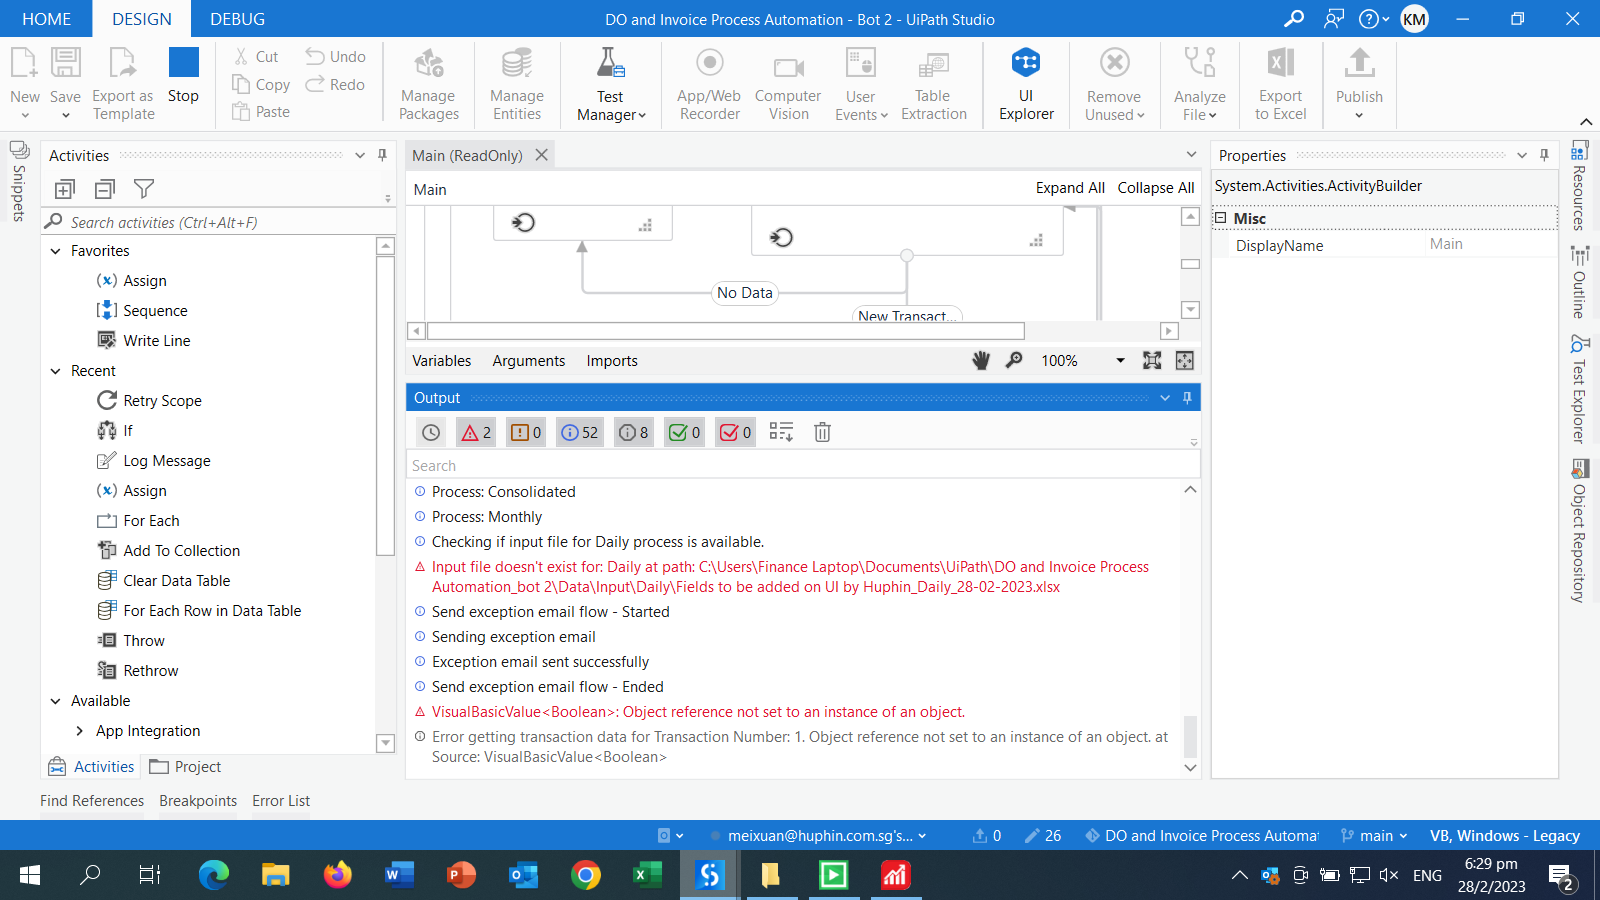 HOME
DESIGN
DEBUG
DO and Invoice Process Automation - Bot 2 - UiPath Studio
KM
New
Save
Export as
Template
Stop
Cut
Copy
Paste
Undo
Redo
Manage
Packages
Manage
Entities
Test
Manager
App/Web
Recorder
Computer
Vision
User
Events
Table
Extraction
UI
Explorer
Remove
Unused
Analyze
File
Export
to Excel
Publish
Snippets
Activities
Search activities (Ctrl+Alt+F)
Favorites
Assign
Sequence
Write Line
Recent
Retry Scope
If
Log Message
Assign
For Each
Add To Collection
Clear Data Table
For Each Row in Data Table
Throw
Rethrow
Available
App Integration
Activities
Project
Main (ReadOnly)
Main
Expand All
Collapse All
No Data
New Transact...
Variables
Arguments
Imports
100%
Output
2
0
52
8
0
0
Search
Process: Consolidated
Process: Monthly
Checking if input file for Daily process is available.
Input file doesn't exist for: Daily at path: C:\Users\Finance Laptop\Documents\UiPath\DO and Invoice Process
Automation_bot 2\Data\Input\Daily\Fields to be added on UI by Huphin_Daily_28-02-2023.xlsx
Send exception email flow - Started
Sending exception email
Exception email sent successfully
Send exception email flow - Ended
VisualBasicValue<Boolean>: Object reference not set to an instance of an object.
Error getting transaction data for Transaction Number: 1. Object reference not set to an instance of an object. at
Source: VisualBasicValue<Boolean>
Properties
System.Activities.ActivityBuilder
Misc
DisplayName
Main
Resources
Outline
Test Explorer
Object Repository
Find References
Breakpoints
Error List
meixuan@huphin.com.sg's...
0
26
DO and Invoice Process Automat
main
VB, Windows - Legacy
ENG
6:29 pm
28/2/2023
2